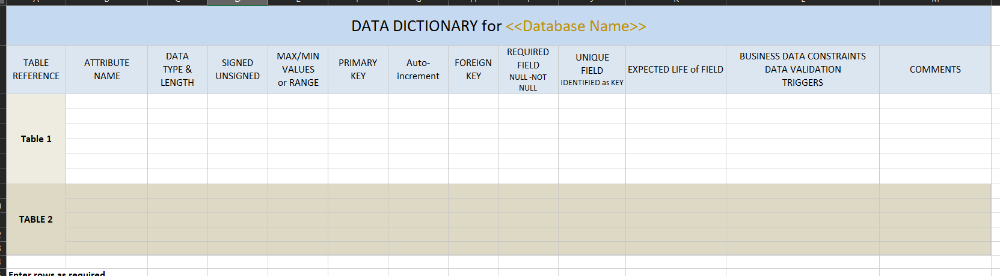 DATA DICTIONARY for <<Database Name>>
TABLE
REFERENCE
ATTRIBUTE
NAME
DATA
TYPE &
LENGTH
SIGNED
UNSIGNED
MAX/MIN
VALUES
or RANGE
PRIMARY
KEY
Auto-
increment
FOREIGN
KEY
REQUIRED
FIELD
NULL -NOT
NULL
UNIQUE
FIELD
IDENTIFIED as KEY
EXPECTED LIFE of FIELD
BUSINESS DATA CONSTRAINTS
DATA VALIDATION
TRIGGERS
COMMENTS
Table 1
TABLE 2
Enter rows as required